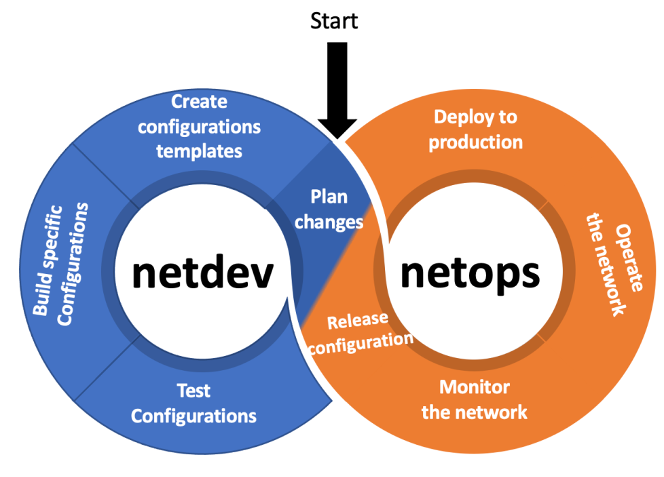 Start
Create
configurations
templates
Plan
changes
Build specific
Configurations
netdev
Test
Configurations
Release
configuration
Deploy to
production
Operate
the network
netops
Monitor
the network